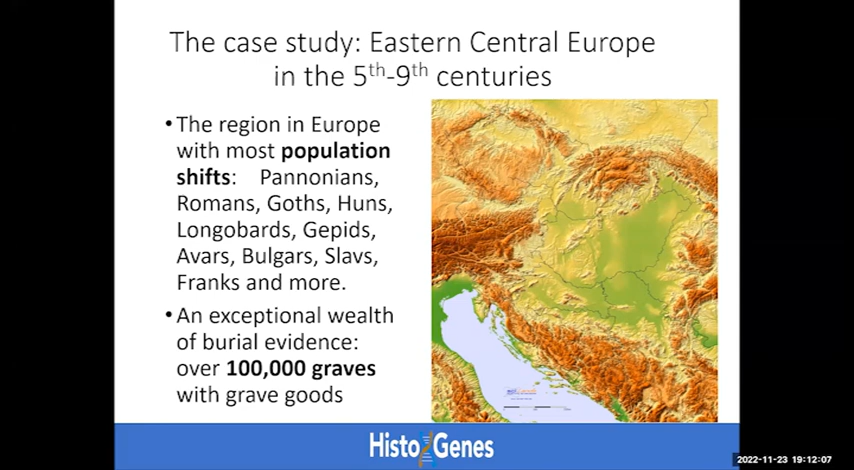 The case study: Eastern Central Europe
in the 5th-9th centuries
• The region in Europe
with most population
shifts: Pannonians,
Romans, Goths, Huns,
Longobards, Gepids,
Avars, Bulgars, Slavs,
Franks and more.
• An exceptional wealth
of burial evidence:
over 100,000 graves
with grave goods
HistoGenes
2022-11-23 19:12:07